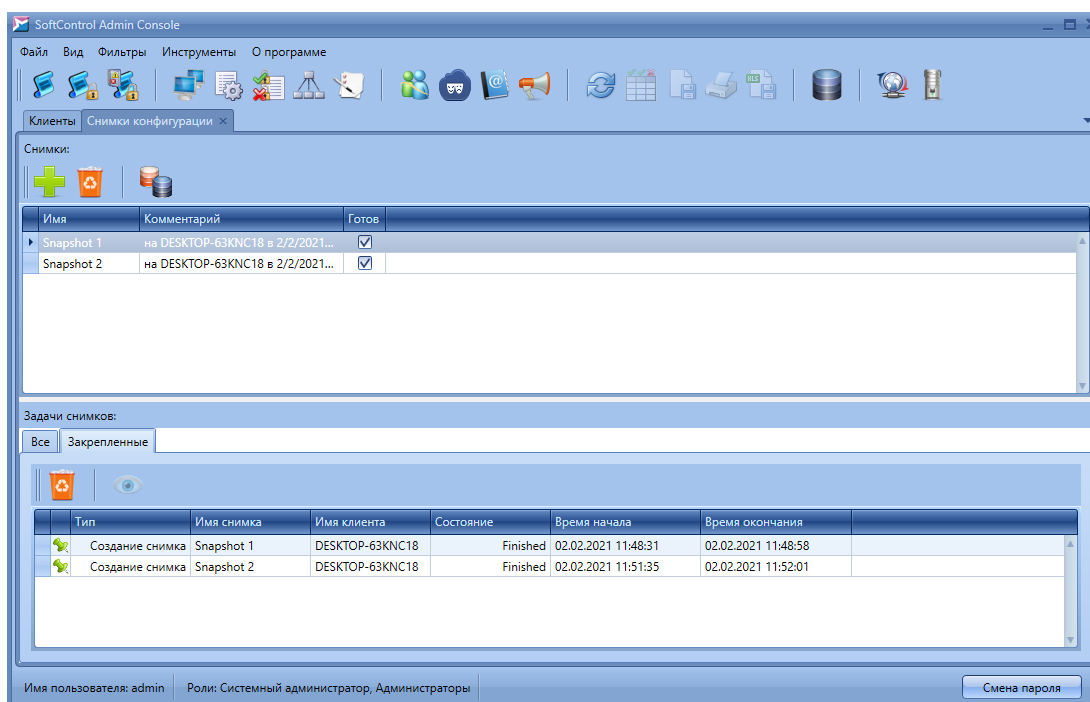 SoftControl Admin Console
Файл Вид Фильтры Инструменты О программе
Клиенты Снимки конфигурации
Снимки:
Имя Комментарий Готов
Snapshot 1 на DESKTOP-63KNC18 в 2/2/2021...
Snapshot 2 на DESKTOP-63KNC18 в 2/2/2021...
Задачи снимков:
Все Закрепленные
Тип Имя снимка Имя клиента Состояние Время начала Время окончания
Создание снимка Snapshot 1 DESKTOP-63KNC18 Finished 02.02.2021 11:48:31 02.02.2021 11:48:58
Создание снимка Snapshot 2 DESKTOP-63KNC18 Finished 02.02.2021 11:51:35 02.02.2021 11:52:01
Имя пользователя: admin Роли: Системный администратор, Администраторы Смена пароля